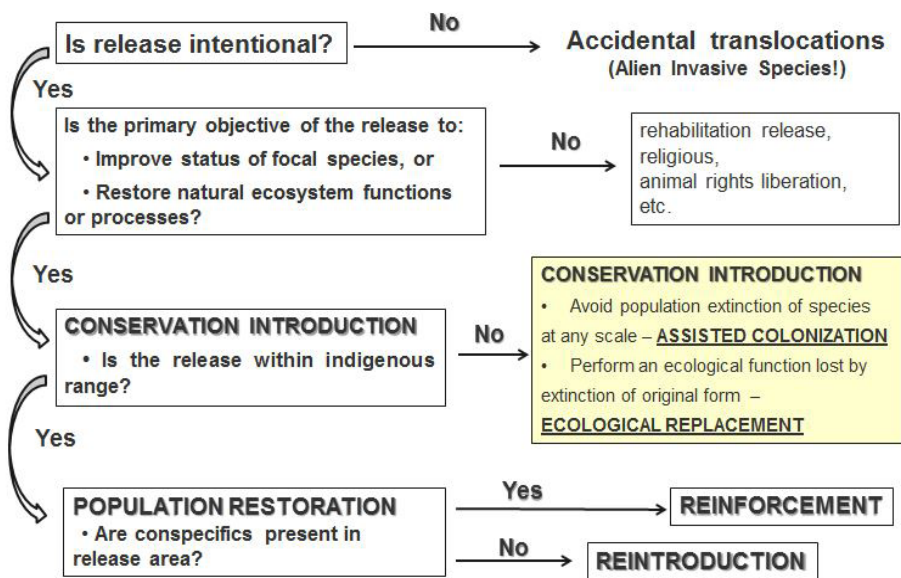 Is release intentional?
No
Accidental translocations
(Alien Invasive Species!)
Yes
Is the primary objective of the release to:
• Improve status of focal species, or
• Restore natural ecosystem functions
or processes?
No
rehabilitation release,
religious,
animal rights liberation,
etc.
Yes
CONSERVATION INTRODUCTION
• Is the release within indigenous
range?
No
CONSERVATION INTRODUCTION
• Avoid population extinction of species
at any scale – ASSISTED COLONIZATION
• Perform an ecological function lost by
extinction of original form –
ECOLOGICAL REPLACEMENT
Yes
POPULATION RESTORATION
• Are conspecifics present in
release area?
Yes
REINFORCEMENT
No
REINTRODUCTION